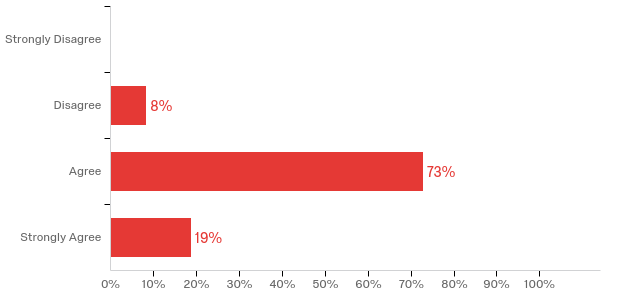 Strongly Disagree
Disagree
8%
Agree
73%
Strongly Agree
19%
0% 10% 20% 30% 40% 50% 60% 70% 80% 90% 100%